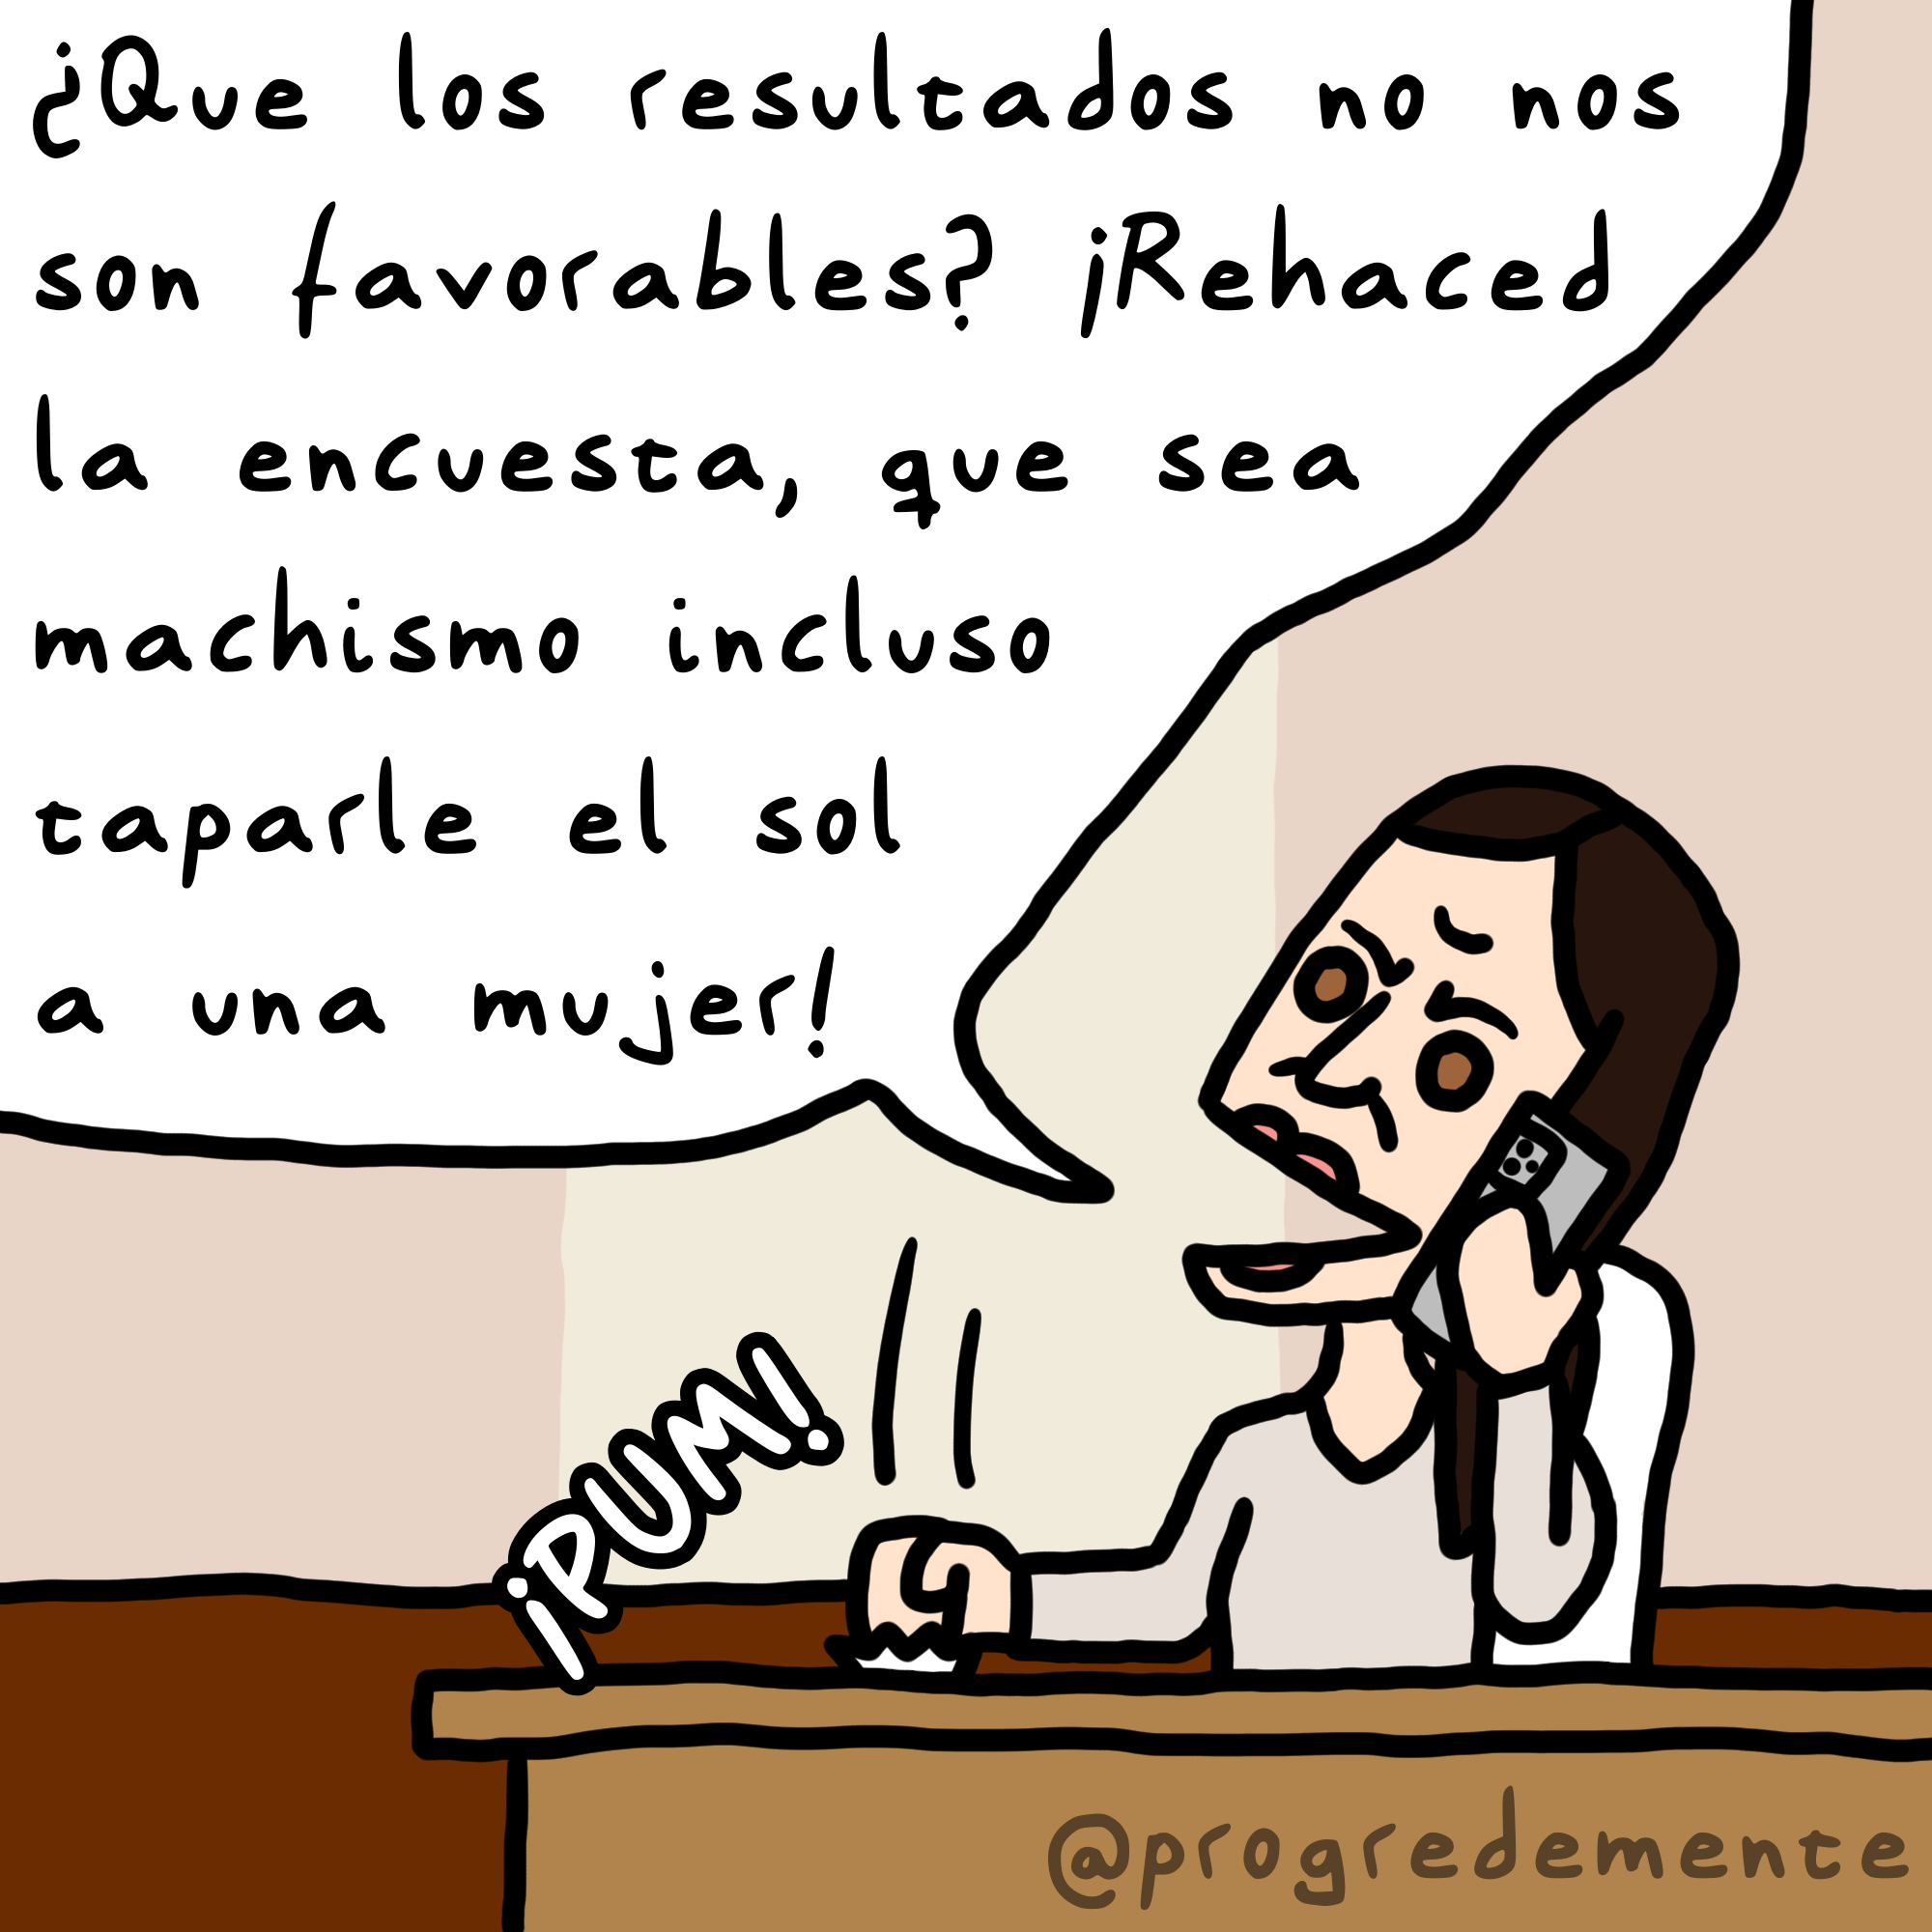 ¿Que los resultados no nos
son favorables? ¡Rehaced
la encuesta, que sea
machismo incluso
taparle el sol
a una mujer!
¡PUM!
@progredemente